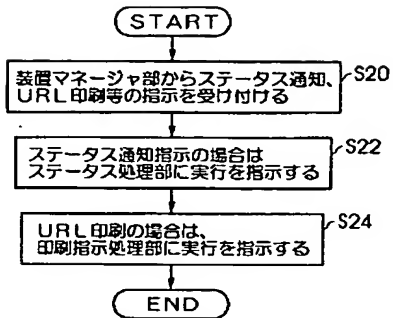 START
装置マネージャ部からステータス通知、
URL印刷等の指示を受け付ける
S20
ステータス通知指示の場合は
ステータス処理部に実行を指示する
S22
URL印刷の場合は、
印刷指示処理部に実行を指示する
S24
END